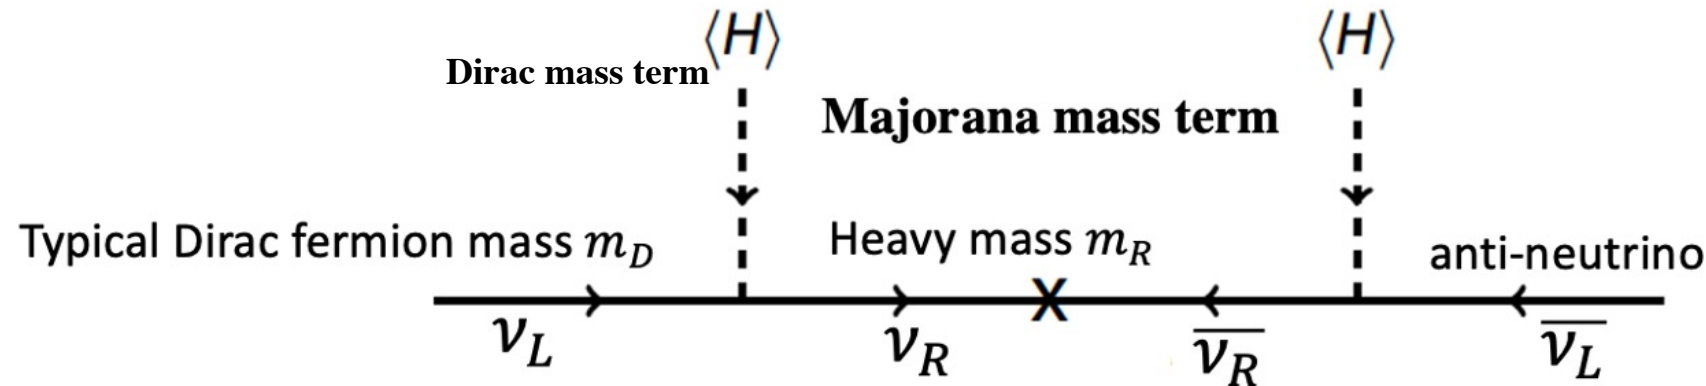 ⟨H⟩ ⟨H⟩
Dirac mass term
Majorana mass term
Typical Dirac fermion mass m_D Heavy mass m_R anti-neutrino
X
ν_L ν_R \overline{ν_R} \overline{ν_L}